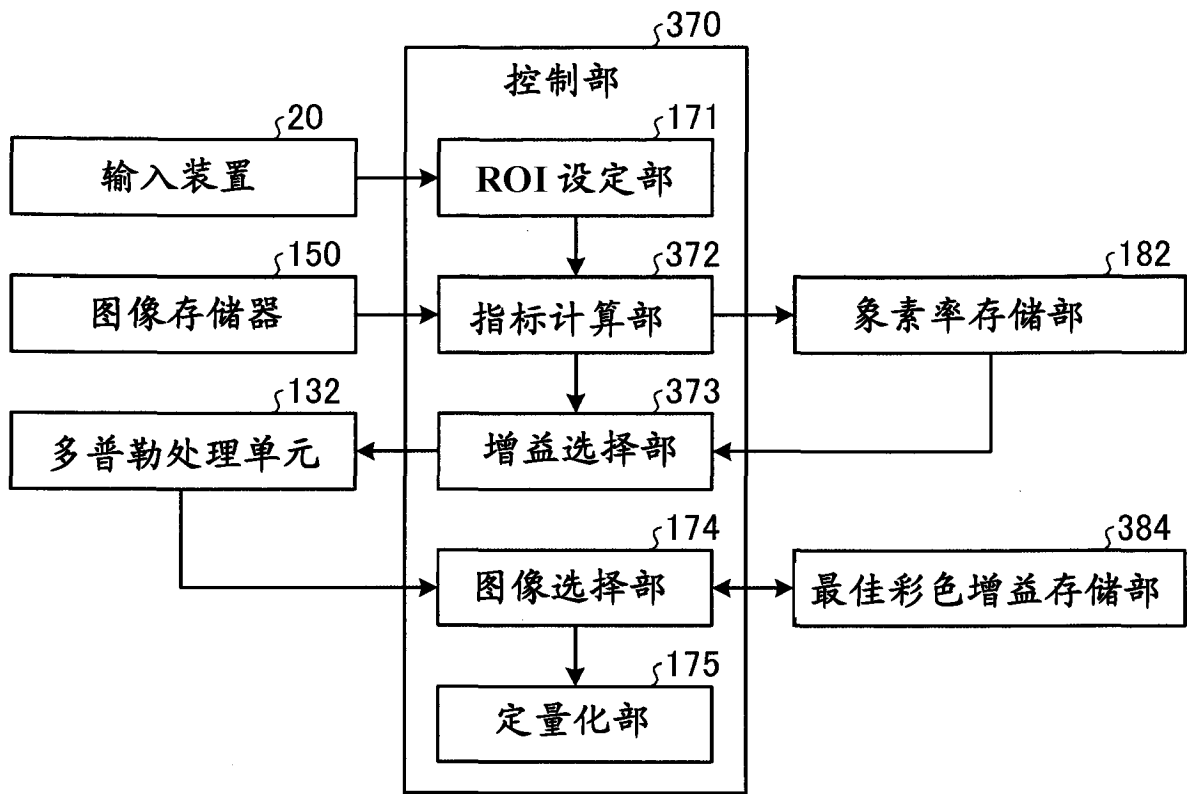 370
控制部
20
输入装置
171
ROI 设定部
150
图像存储器
372
指标计算部
182
象素率存储部
132
多普勒处理单元
373
增益选择部
174
图像选择部
384
最佳彩色增益存储部
175
定量化部